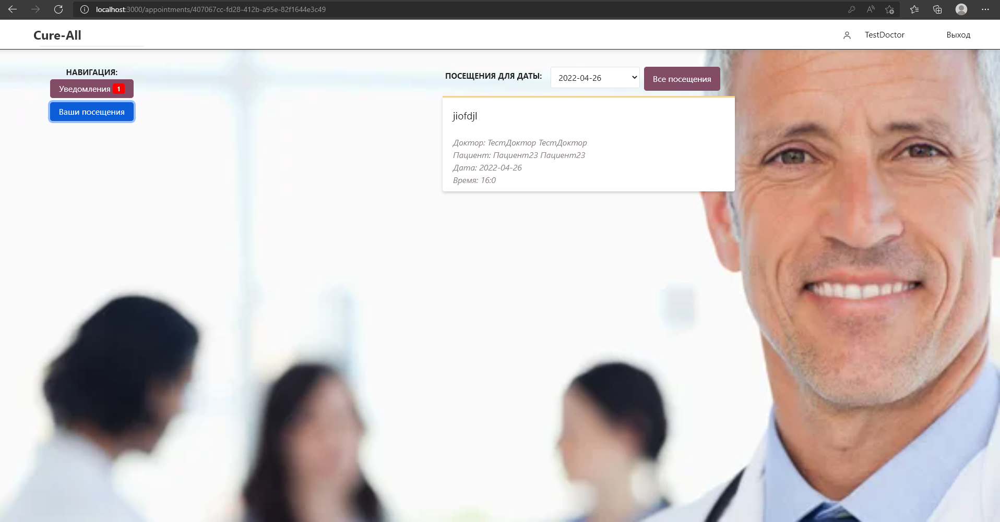 localhost:3000/appointments/407067cc-fd28-412b-a95e-82f1644e3c49
Cure-All
TestDoctor
Выход
НАВИГАЦИЯ:
Уведомления 1
Ваши посещения
ПОСЕЩЕНИЯ ДЛЯ ДАТЫ:
2022-04-26
Все посещения
jiofdjl
Доктор: ТестДоктор ТестДоктор
Пациент: Пациент23 Пациент23
Дата: 2022-04-26
Время: 16:0